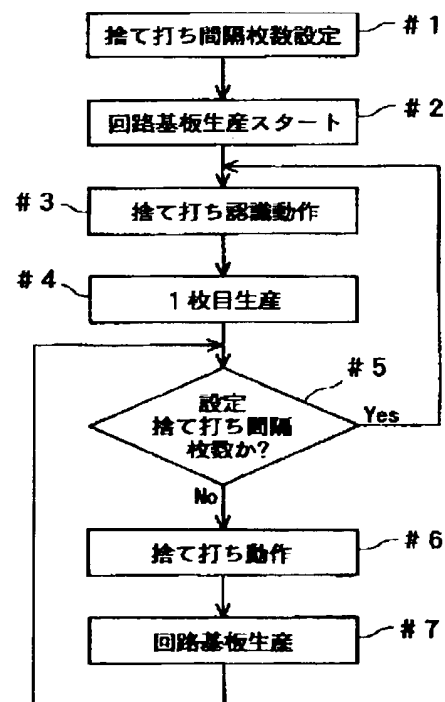 捨て打ち間隔枚数設定
#1
回路基板生産スタート
#2
#3
捨て打ち認識動作
#4
1枚目生産
#5
設定
捨て打ち間隔
枚数か?
Yes
No
捨て打ち動作
#6
回路基板生産
#7